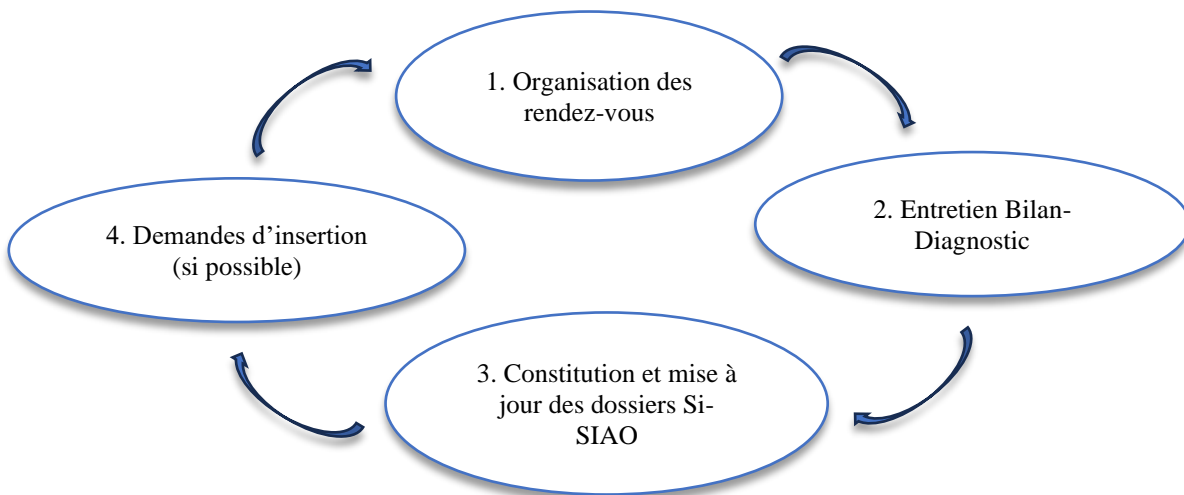 1. Organisation des
rendez-vous
2. Entretien Bilan-
Diagnostic
3. Constitution et mise à
jour des dossiers Si-
SIAO
4. Demandes d’insertion
(si possible)